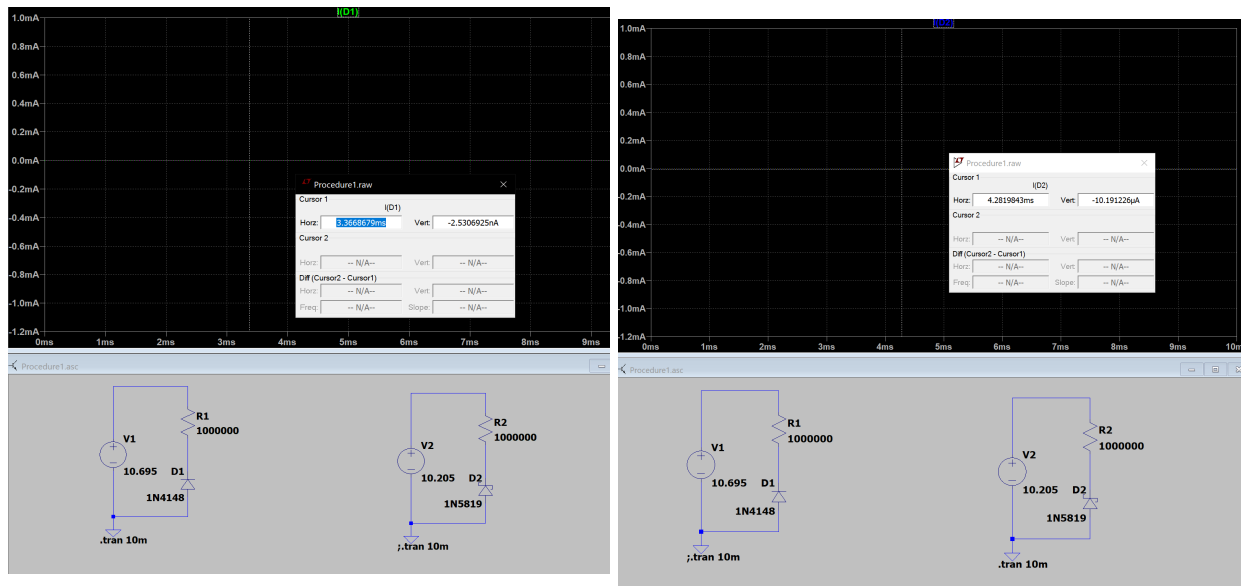 I(D1)
1.0mA
0.8mA
0.6mA
0.4mA
0.2mA
0.0mA
-0.2mA
-0.4mA
-0.6mA
-0.8mA
-1.0mA
-1.2mA
0ms 1ms 2ms 3ms 4ms 5ms 6ms 7ms 8ms 9ms
Procedure1.raw
Cursor 1
I(D1)
Horz: 3.3668679ms Vert: -2.5306925nA
Cursor 2
Horz: -- N/A-- Vert: -- N/A--
Diff (Cursor2 - Cursor1)
Horz: -- N/A-- Vert: -- N/A--
Freq: -- N/A-- Slope: -- N/A--
Procedure1.asc
V1
10.695
R1
1000000
D1
1N4148
.tran 10m
V2
10.205
R2
1000000
D2
1N5819
;.tran 10m
1.0mA
0.8mA
0.6mA
0.4mA
0.2mA
0.0mA
-0.2mA
-0.4mA
-0.6mA
-0.8mA
-1.0mA
-1.2mA
0ms 1ms 2ms 3ms 4ms 5ms 6ms 7ms 8ms 9ms 10m
Procedure1.raw
Cursor 1
I(D2)
Horz: 4.2819843ms Vert: -10.191226µA
Cursor 2
Horz: -- N/A-- Vert: -- N/A--
Diff (Cursor2 - Cursor1)
Horz: -- N/A-- Vert: -- N/A--
Freq: -- N/A-- Slope: -- N/A--
Procedure1.asc
V1
10.695
R1
1000000
D1
1N4148
;.tran 10m
V2
10.205
R2
1000000
D2
1N5819
.tran 10m